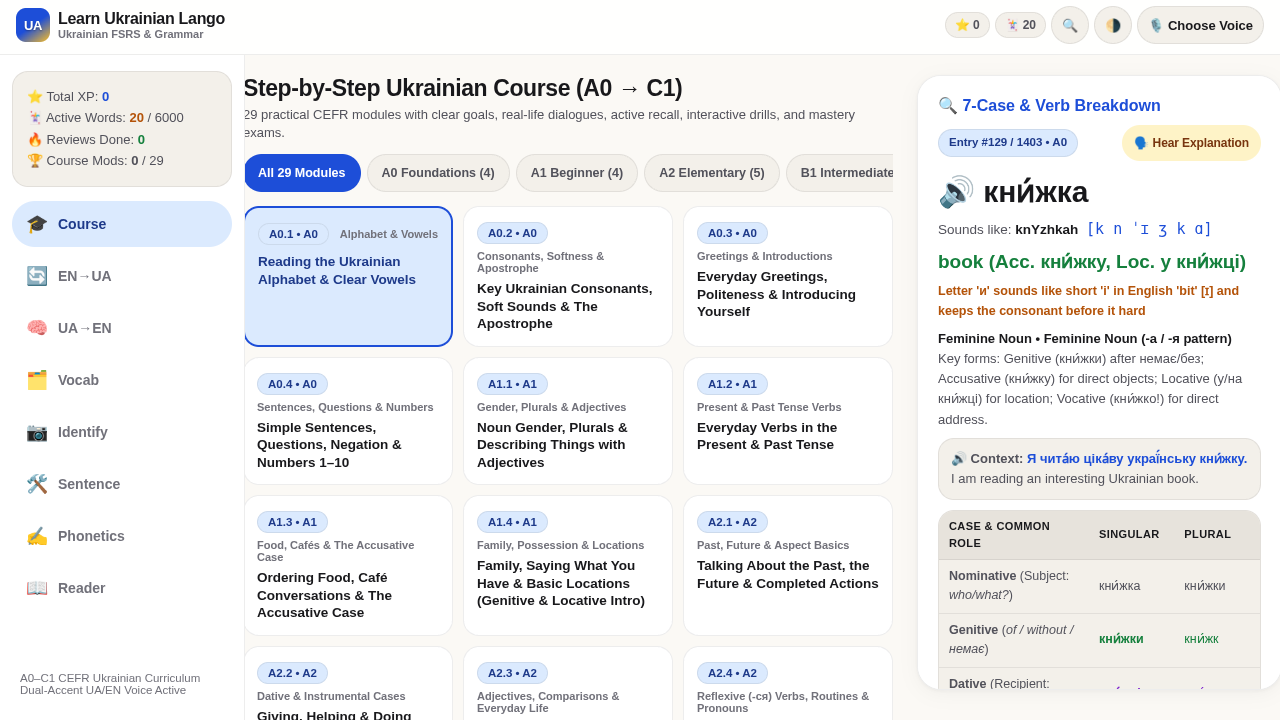 UA
Learn Ukrainian Lango
Ukrainian FSRS & Grammar
⭐ 0
🃏 20
🔍
🌗
🎙️ Choose Voice
⭐ Total XP: 0
🃏 Active Words: 20 / 6000
🔥 Reviews Done: 0
🏆 Course Mods: 0 / 29
🎓 Course
🔄 EN→UA
🧠 UA→EN
🗂️ Vocab
📷 Identify
🛠️ Sentence
✍️ Phonetics
📖 Reader
A0–C1 CEFR Ukrainian Curriculum
Dual-Accent UA/EN Voice Active
Step-by-Step Ukrainian Course (A0 → C1)
29 practical CEFR modules with clear goals, real-life dialogues, active recall, interactive drills, and mastery
exams.
All 29 Modules
A0 Foundations (4)
A1 Beginner (4)
A2 Elementary (5)
B1 Intermediate
A0.1 • A0
Alphabet & Vowels
Reading the Ukrainian
Alphabet & Clear Vowels
A0.2 • A0
Consonants, Softness &
Apostrophe
Key Ukrainian Consonants,
Soft Sounds & The
Apostrophe
A0.3 • A0
Greetings & Introductions
Everyday Greetings,
Politeness & Introducing
Yourself
A0.4 • A0
Sentences, Questions & Numbers
Simple Sentences,
Questions, Negation &
Numbers 1–10
A1.1 • A1
Gender, Plurals & Adjectives
Noun Gender, Plurals &
Describing Things with
Adjectives
A1.2 • A1
Present & Past Tense Verbs
Everyday Verbs in the
Present & Past Tense
A1.3 • A1
Food, Cafés & The Accusative
Case
Ordering Food, Café
Conversations & The
Accusative Case
A1.4 • A1
Family, Possession & Locations
Family, Saying What You
Have & Basic Locations
(Genitive & Locative Intro)
A2.1 • A2
Past, Future & Aspect Basics
Talking About the Past, the
Future & Completed Actions
A2.2 • A2
Dative & Instrumental Cases
Giving, Helping & Doing
A2.3 • A2
Adjectives, Comparisons &
Everyday Life
A2.4 • A2
Reflexive (-ся) Verbs, Routines &
Pronouns
🔍 7-Case & Verb Breakdown
Entry #129 / 1403 • A0
🗣️ Hear Explanation
🔊 кни́жка
Sounds like: knYzhkah [k n ˈɪ ʒ k ɑ]
book (Acc. кни́жку, Loc. у кни́жці)
Letter 'и' sounds like short 'i' in English 'bit' [ɪ] and
keeps the consonant before it hard
Feminine Noun • Feminine Noun (-а / -я pattern)
Key forms: Genitive (кни́жки) after немає/без;
Accusative (кни́жку) for direct objects; Locative (у/на
кни́жці) for location; Vocative (кни́жко!) for direct
address.
🔊 Context: Я чита́ю ціка́ву украї́нську кни́жку.
I am reading an interesting Ukrainian book.
CASE & COMMON
ROLE
SINGULAR
PLURAL
Nominative (Subject:
who/what?)
кни́жка
кни́жки
Genitive (of / without /
немає)
кни́жки
кни́жк
Dative (Recipient: